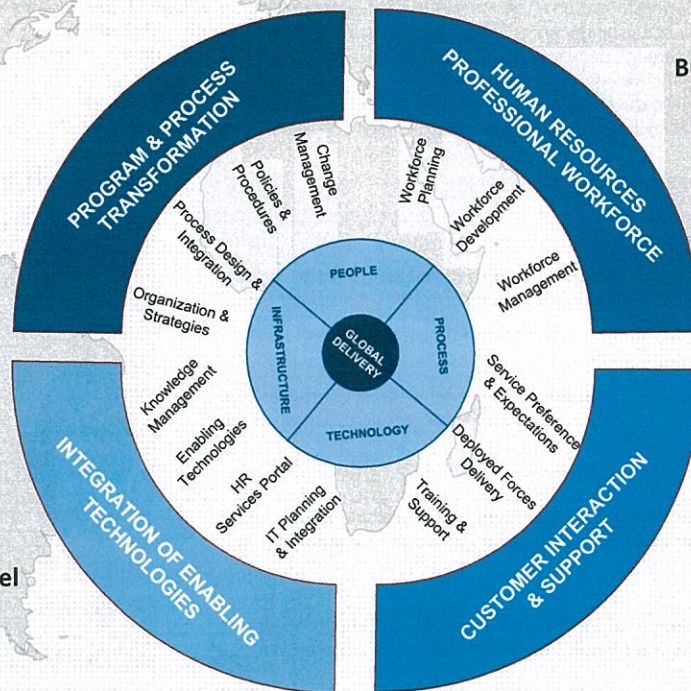 PROGRAM & PROCESS
TRANSFORMATION
HUMAN RESOURCES
PROFESSIONAL WORKFORCE
Organization &
Strategies
Process Design &
Integration
Policies &
Procedures
Change
Management
Workforce
Planning
Workforce
Development
Workforce
Management
PEOPLE
PROCESS
TECHNOLOGY
INFRASTRUCTURE
GLOBAL
DELIVERY
Knowledge
Management
Enabling
Technologies
HR
Services Portal
IT Planning
& Integration
Training &
Support
Deployed Forces
Delivery
Service Preference
& Expectations
INTEGRATION OF ENABLING
TECHNOLOGIES
CUSTOMER INTERACTION
& SUPPORT